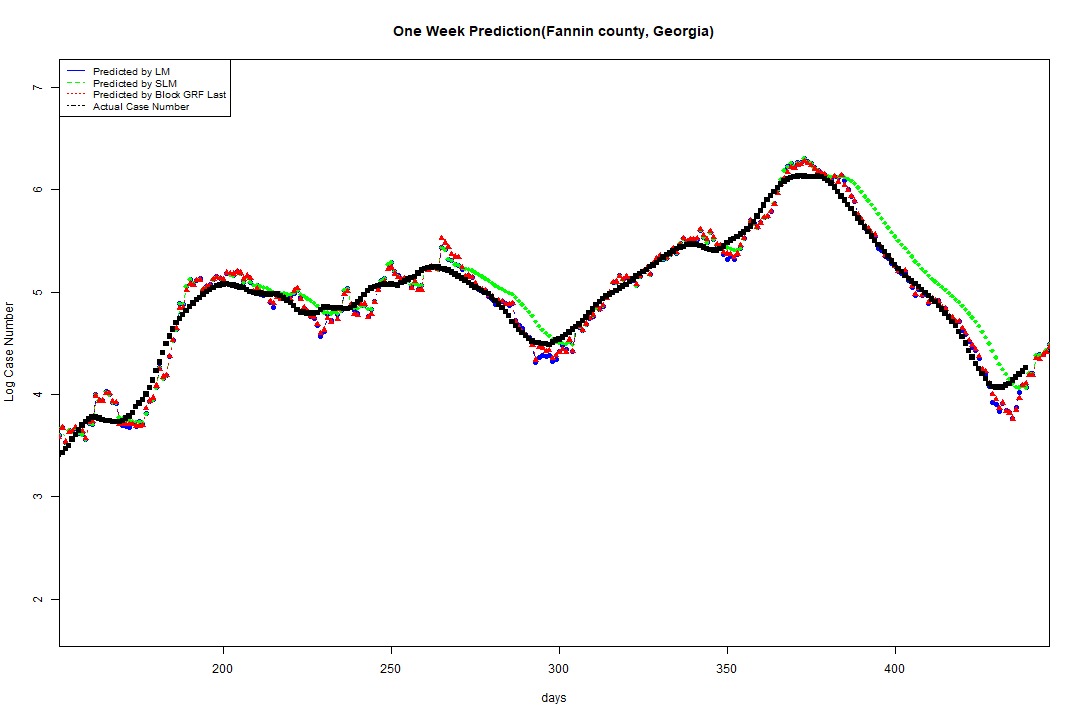 One Week Prediction(Fannin county, Georgia)
Predicted by LM
Predicted by SLM
Predicted by Block GRF Last
Actual Case Number
7
6
5
4
3
2
Log Case Number
200 250 300 350 400
days